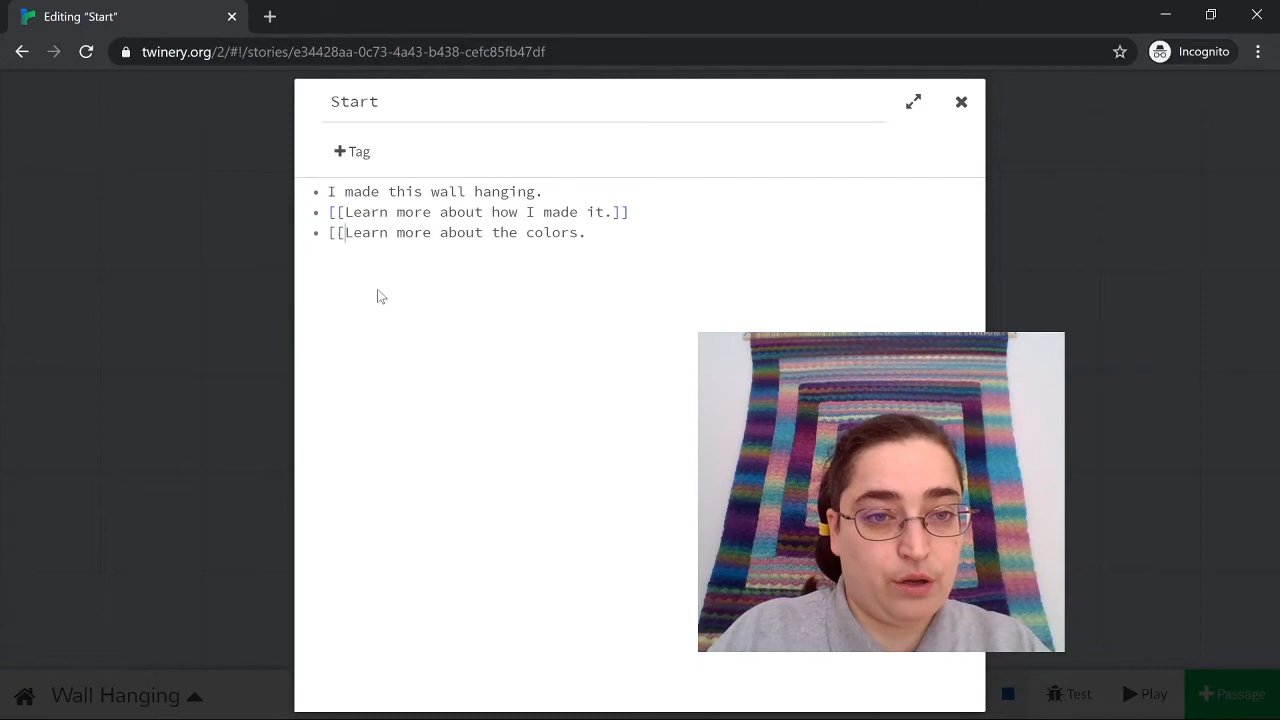 Editing “Start”
twinery.org/2/#!/stories/e34428aa-0c73-4a43-b438-cefc85fb47df
Incognito
Start
+ Tag
I made this wall hanging.
[[Learn more about how I made it.]]
[[Learn more about the colors.
Wall Hanging
Test
Play
+ Passage